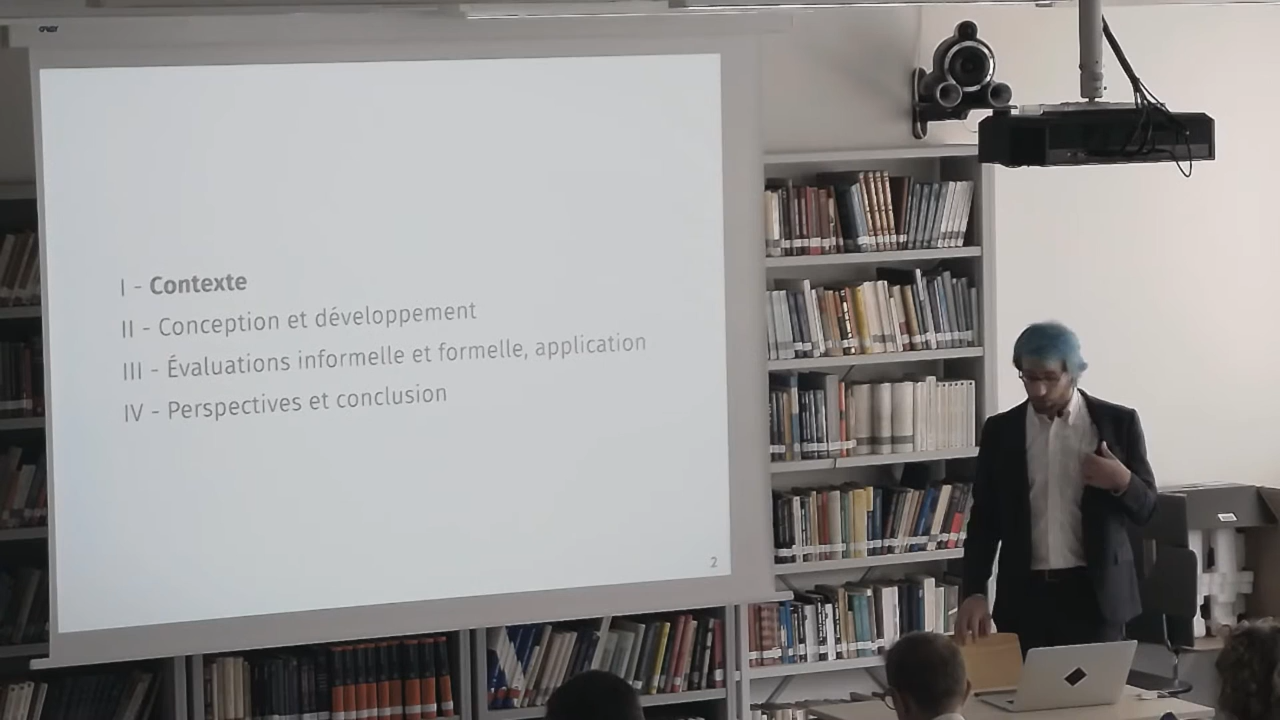 I - Contexte
II - Conception et développement
III - Évaluations informelle et formelle, application
IV - Perspectives et conclusion
2